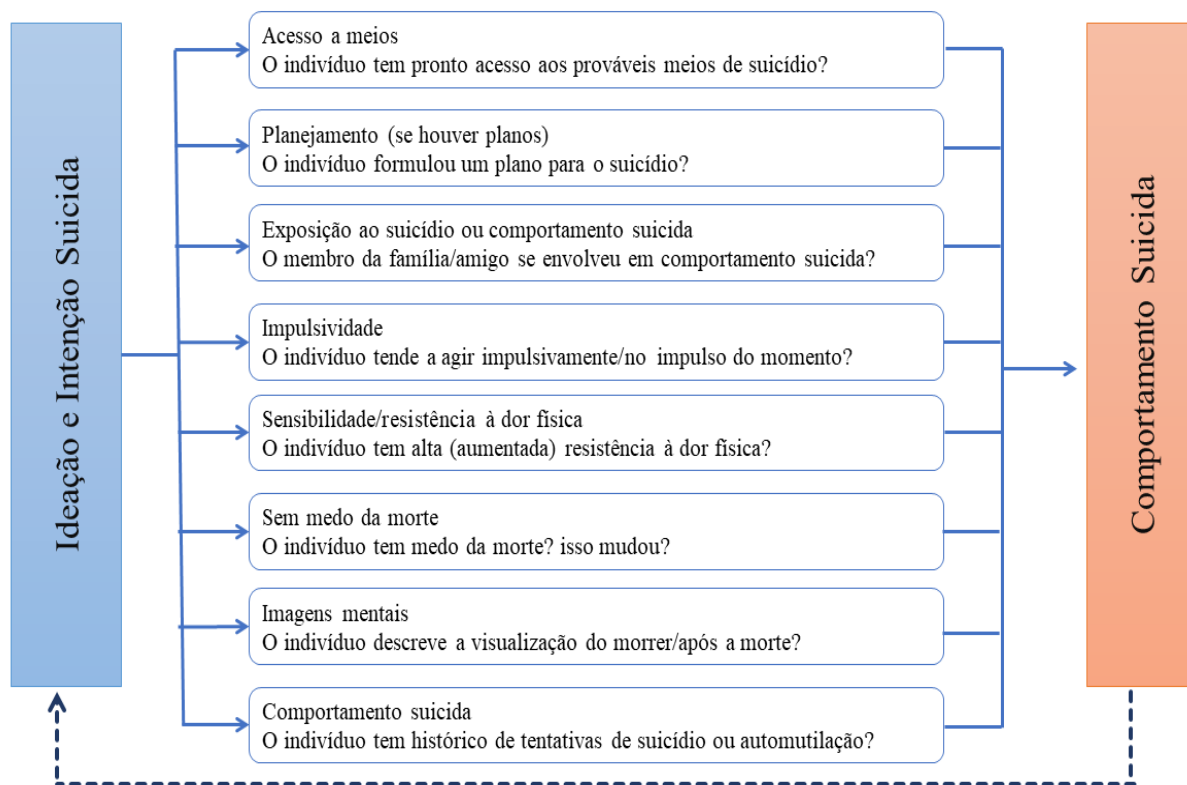 Ideação e Intenção Suicida
Acesso a meios
O indivíduo tem pronto acesso aos prováveis meios de suicídio?
Planejamento (se houver planos)
O indivíduo formulou um plano para o suicídio?
Exposição ao suicídio ou comportamento suicida
O membro da família/amigo se envolveu em comportamento suicida?
Impulsividade
O indivíduo tende a agir impulsivamente/no impulso do momento?
Sensibilidade/resistência à dor física
O indivíduo tem alta (aumentada) resistência à dor física?
Sem medo da morte
O indivíduo tem medo da morte? isso mudou?
Imagens mentais
O indivíduo descreve a visualização do morrer/após a morte?
Comportamento suicida
O indivíduo tem histórico de tentativas de suicídio ou automutilação?
Comportamento Suicida